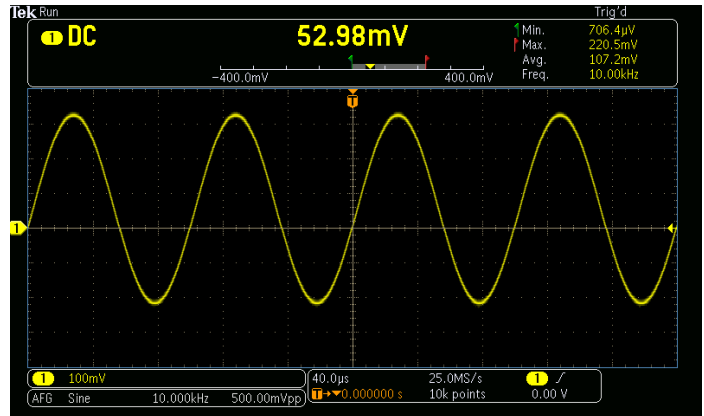 Tek Run Trig'd
1 DC 52.98mV
Min. 706.4µV
Max. 220.5mV
Avg. 107.2mV
Freq. 10.00kHz
-400.0mV 400.0mV
T
1
1 100mV
40.0µs 25.0MS/s 1
T→▼0.000000 s 10k points 0.00 V
AFG Sine 10.000kHz 500.00mVpp